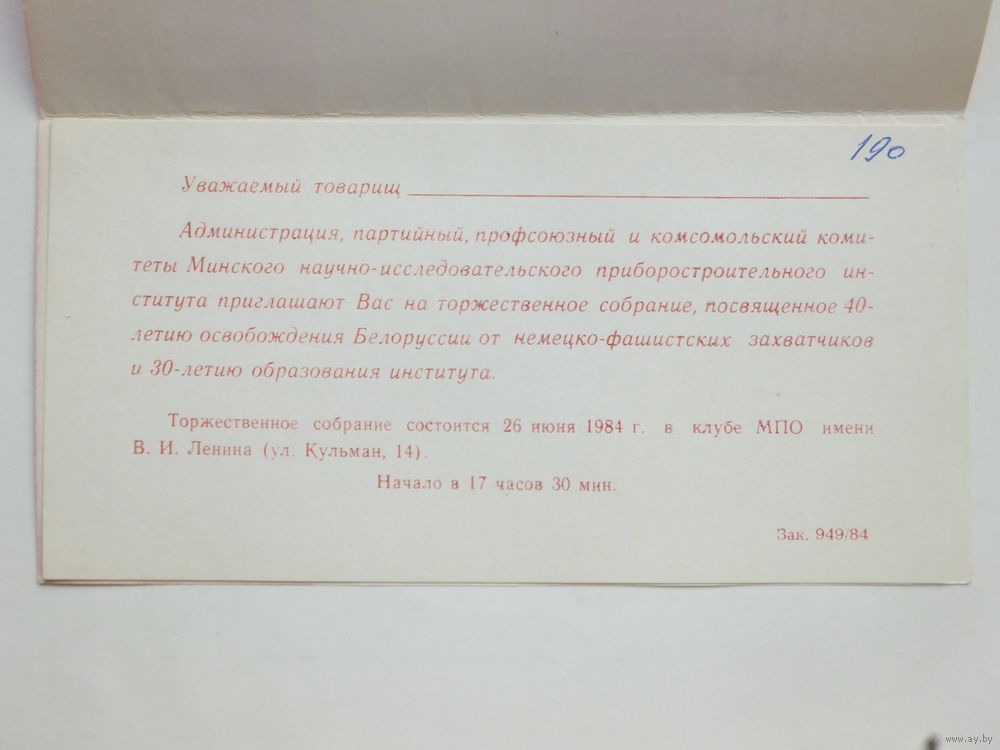 190
Уважаемый товарищ
Администрация, партийный, профсоюзный и комсомольский коми-
теты Минского научно-исследовательского приборостроительного ин-
ститута приглашают Вас на торжественное собрание, посвященное 40-
летию освобождения Белоруссии от немецко-фашистских захватчиков
и 30-летию образования института.
Торжественное собрание состоится 26 июня 1984 г. в клубе МПО имени
В. И. Ленина (ул. Кульман, 14).
Начало в 17 часов 30 мин.
Зак. 949/84
www.ay.by